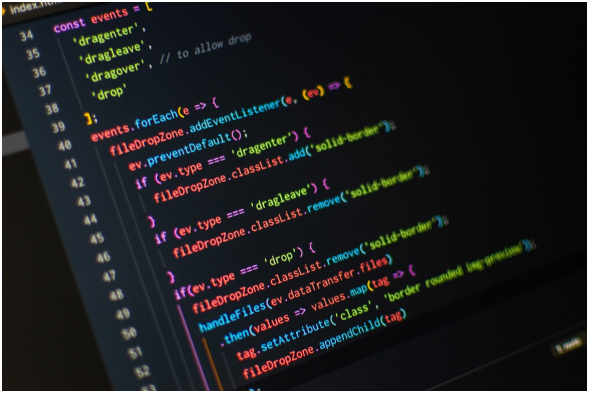 index.htm
34 const events = [
35 'dragenter',
36 'dragleave',
37 'dragover', // to allow drop
38 'drop'
39 ];
40 events.forEach(e => {
41 fileDropZone.addEventListener(e, (ev) => {
42 ev.preventDefault();
43 if (ev.type === 'dragenter') {
44 fileDropZone.classList.add('solid-border');
45 }
46 if (ev.type === 'dragleave') {
47 fileDropZone.classList.remove('solid-border');
48 }
49 if(ev.type === 'drop') {
50 fileDropZone.classList.remove('solid-border');
51 handleFiles(ev.dataTransfer.files)
52 .then(values => values.map(tag => {
53 tag.setAttribute('class', 'border rounded img-preview');
fileDropZone.appendChild(tag)